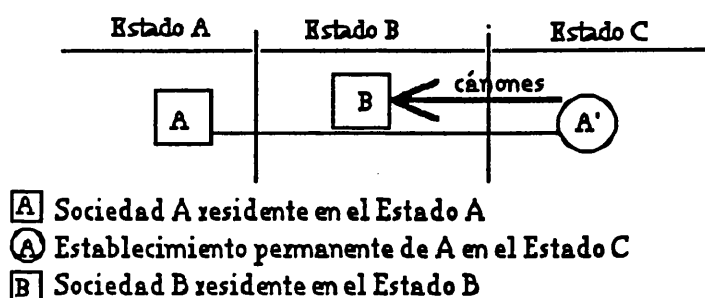 Estado A Estado B Estado C
cánones
A B A'
A Sociedad A residente en el Estado A
A Establecimiento permanente de A en el Estado C
B Sociedad B residente en el Estado B